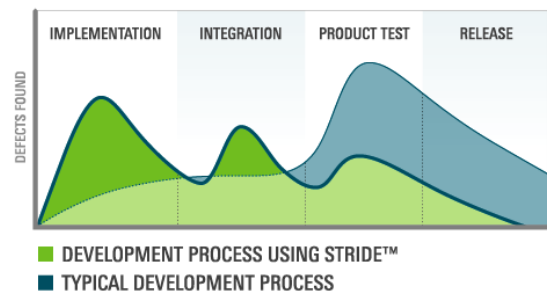 IMPLEMENTATION INTEGRATION PRODUCT TEST RELEASE
DEFECTS FOUND
DEVELOPMENT PROCESS USING STRIDE™
TYPICAL DEVELOPMENT PROCESS